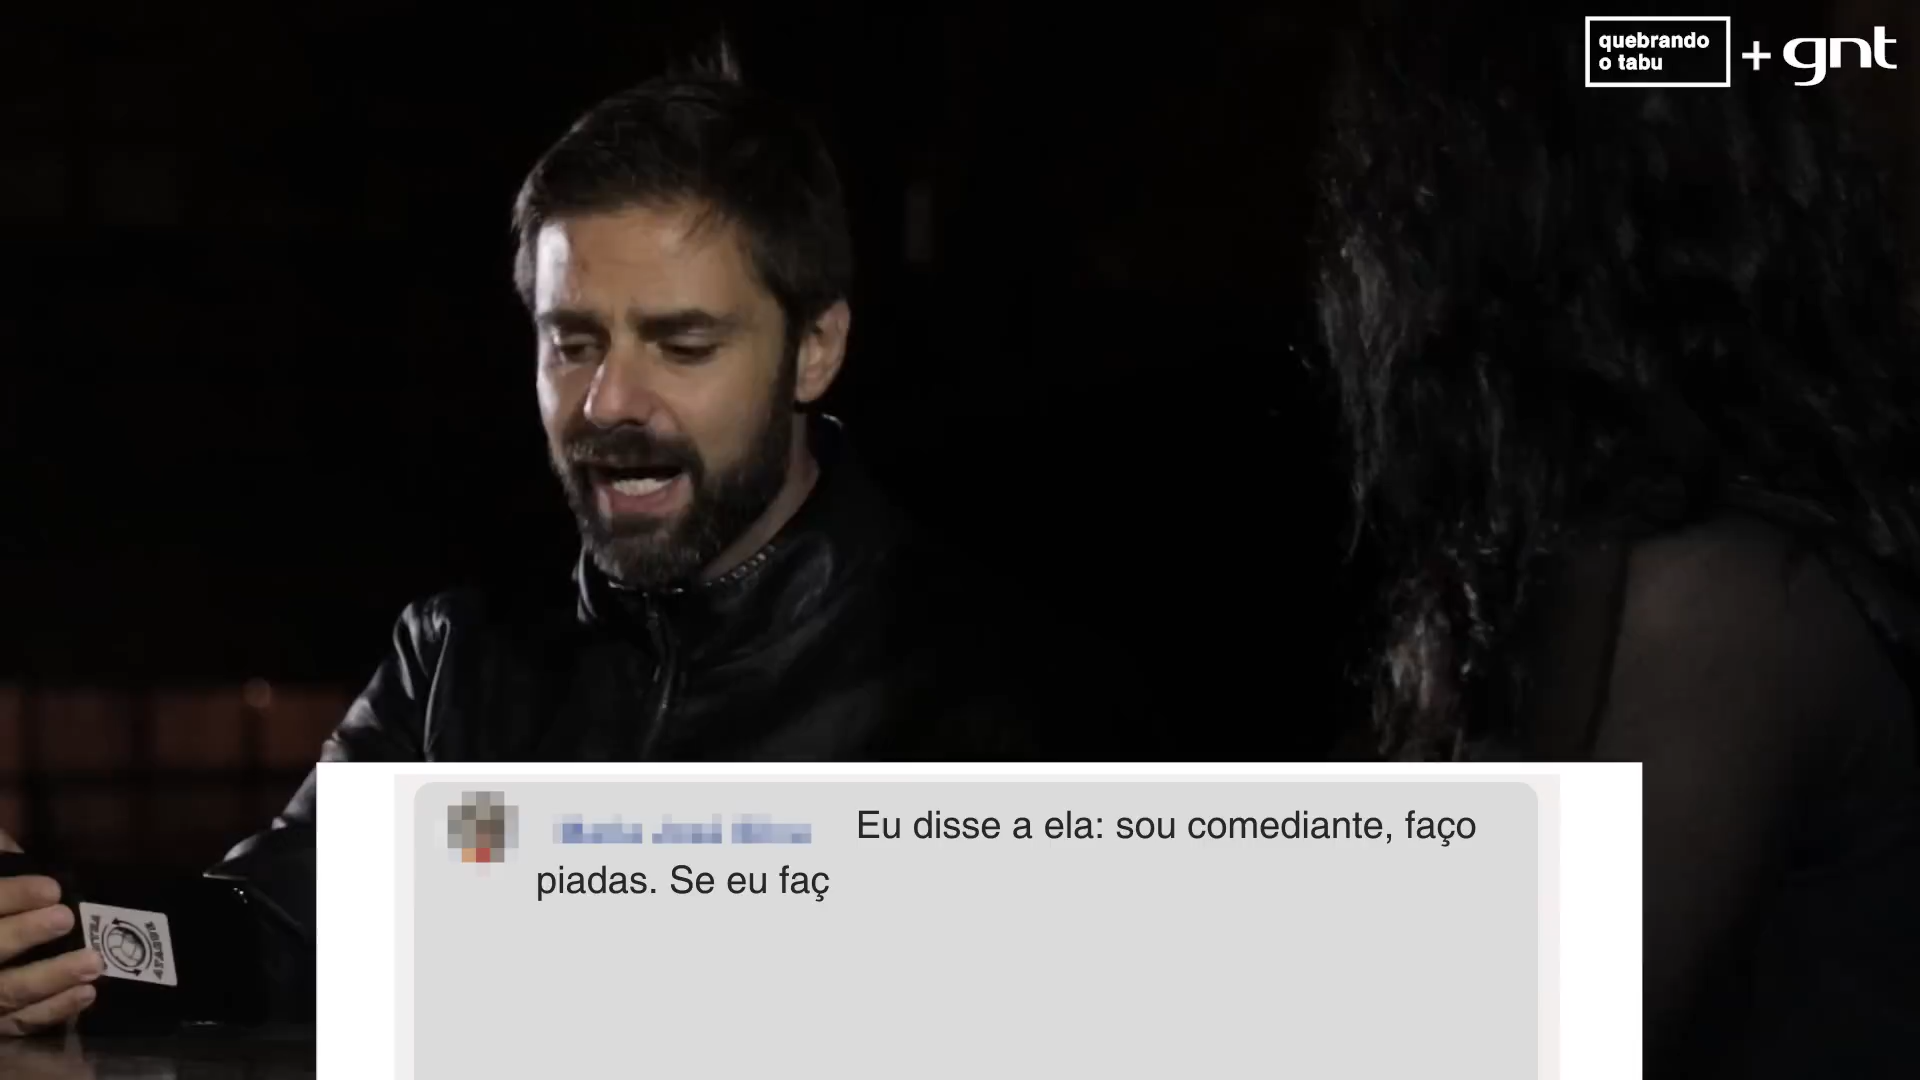 quebrando
o tabu
+ gnt
Eu disse a ela: sou comediante, faço
piadas. Se eu faç